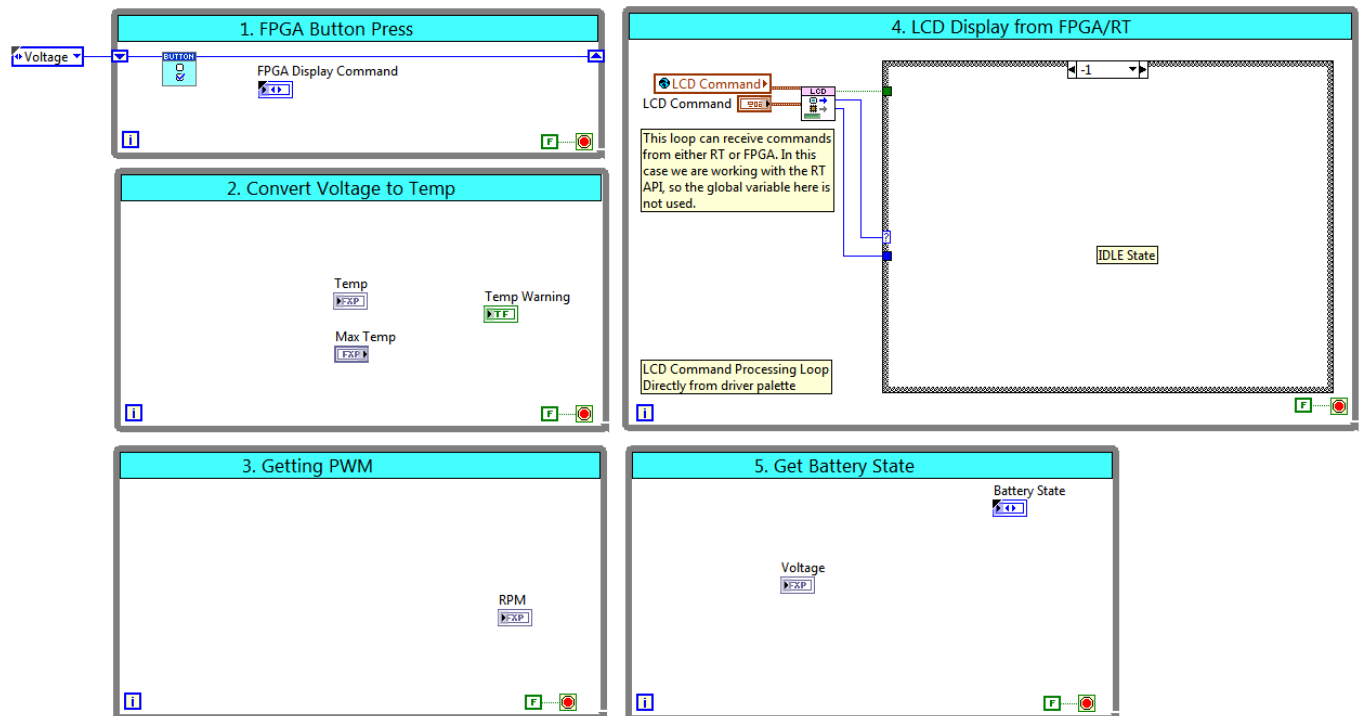 1. FPGA Button Press
Voltage
BUTTON
FPGA Display Command
i
F
2. Convert Voltage to Temp
Temp
FXP
Temp Warning
TF
Max Temp
FXP
i
F
3. Getting PWM
RPM
FXP
i
F
4. LCD Display from FPGA/RT
-1
LCD Command
LCD Command
LCD
This loop can receive commands
from either RT or FPGA. In this
case we are working with the RT
API, so the global variable here is
not used.
?
IDLE State
LCD Command Processing Loop
Directly from driver palette
i
F
5. Get Battery State
Battery State
Voltage
FXP
i
F